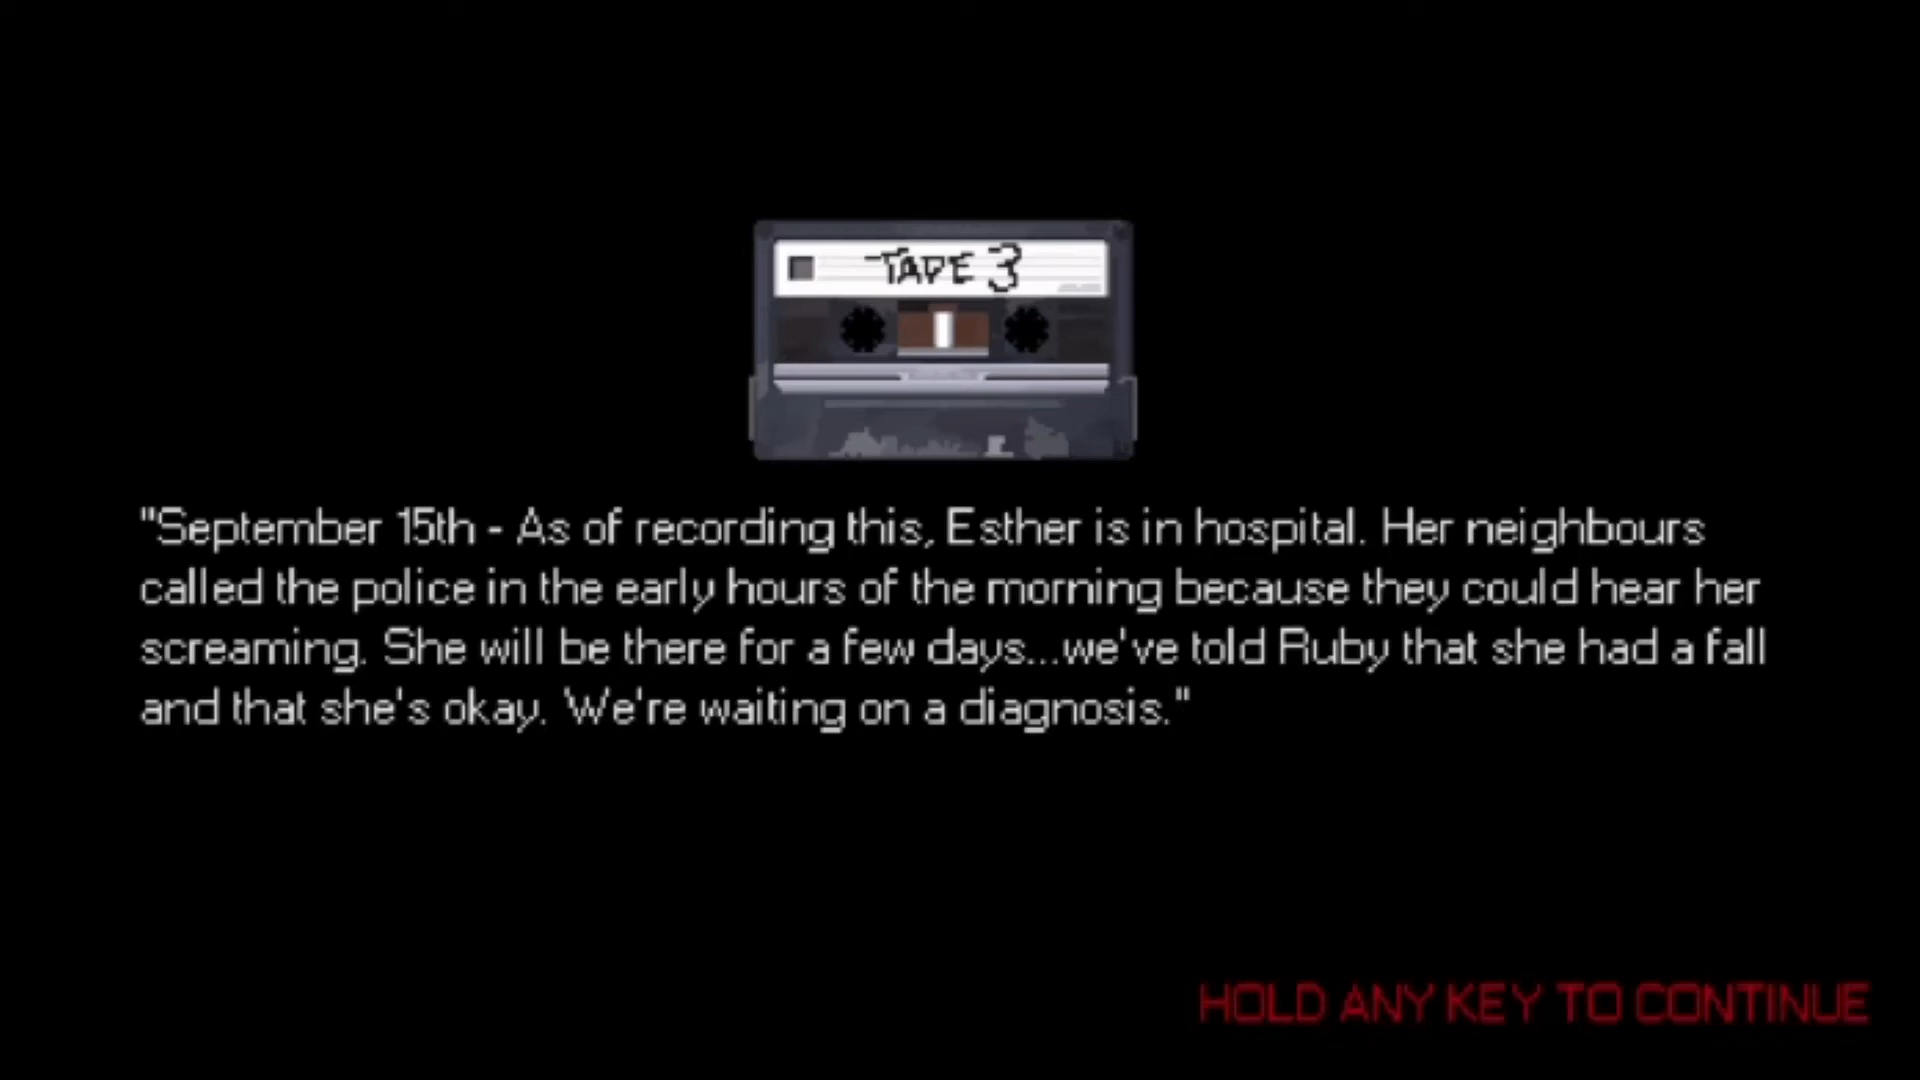 TAPE 3
"September 15th - As of recording this, Esther is in hospital. Her neighbours
called the police in the early hours of the morning because they could hear her
screaming. She will be there for a few days...we've told Ruby that she had a fall
and that she's okay. We're waiting on a diagnosis."
HOLD ANY KEY TO CONTINUE